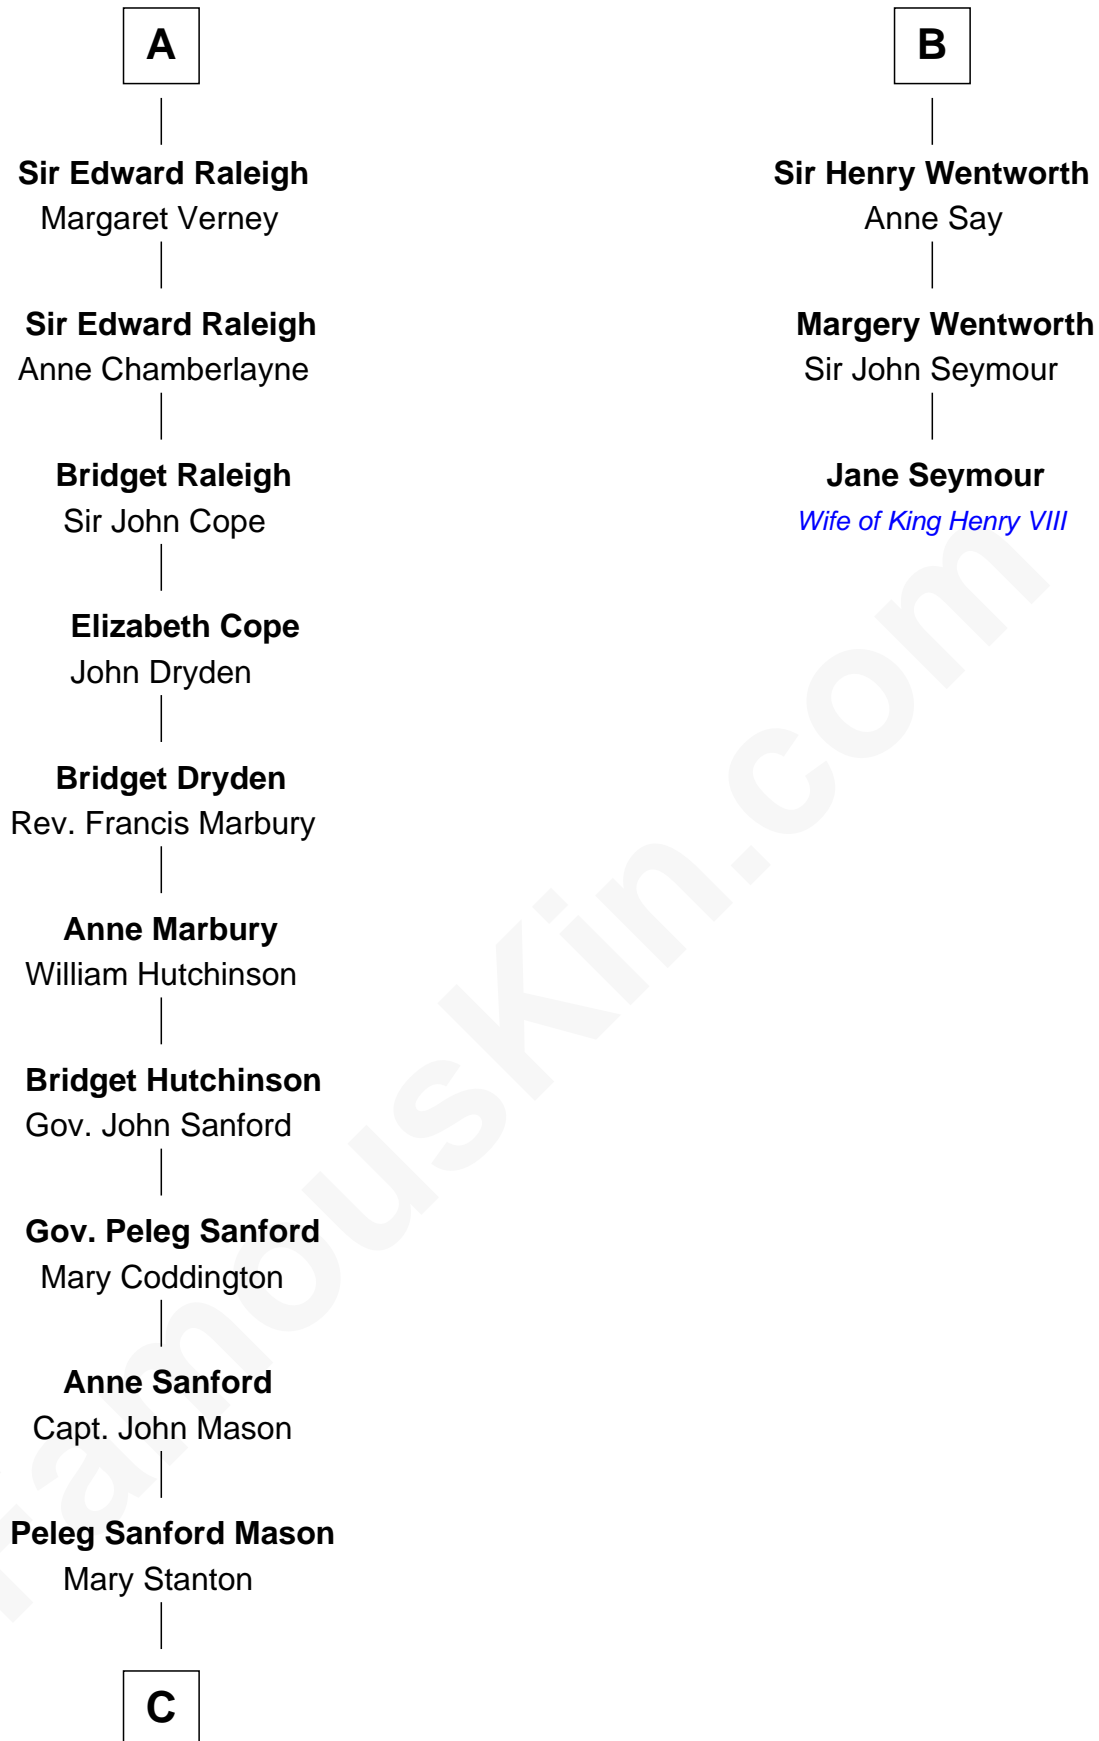 A
Sir Edward Raleigh
Margaret Verney
Sir Edward Raleigh
Anne Chamberlayne
Bridget Raleigh
Sir John Cope
Elizabeth Cope
John Dryden
Bridget Dryden
Rev. Francis Marbury
Anne Marbury
William Hutchinson
Bridget Hutchinson
Gov. John Sanford
Gov. Peleg Sanford
Mary Coddington
Anne Sanford
Capt. John Mason
Peleg Sanford Mason
Mary Stanton
C
B
Sir Henry Wentworth
Anne Say
Margery Wentworth
Sir John Seymour
Jane Seymour
Wife of King Henry VIII
FamousKin.com